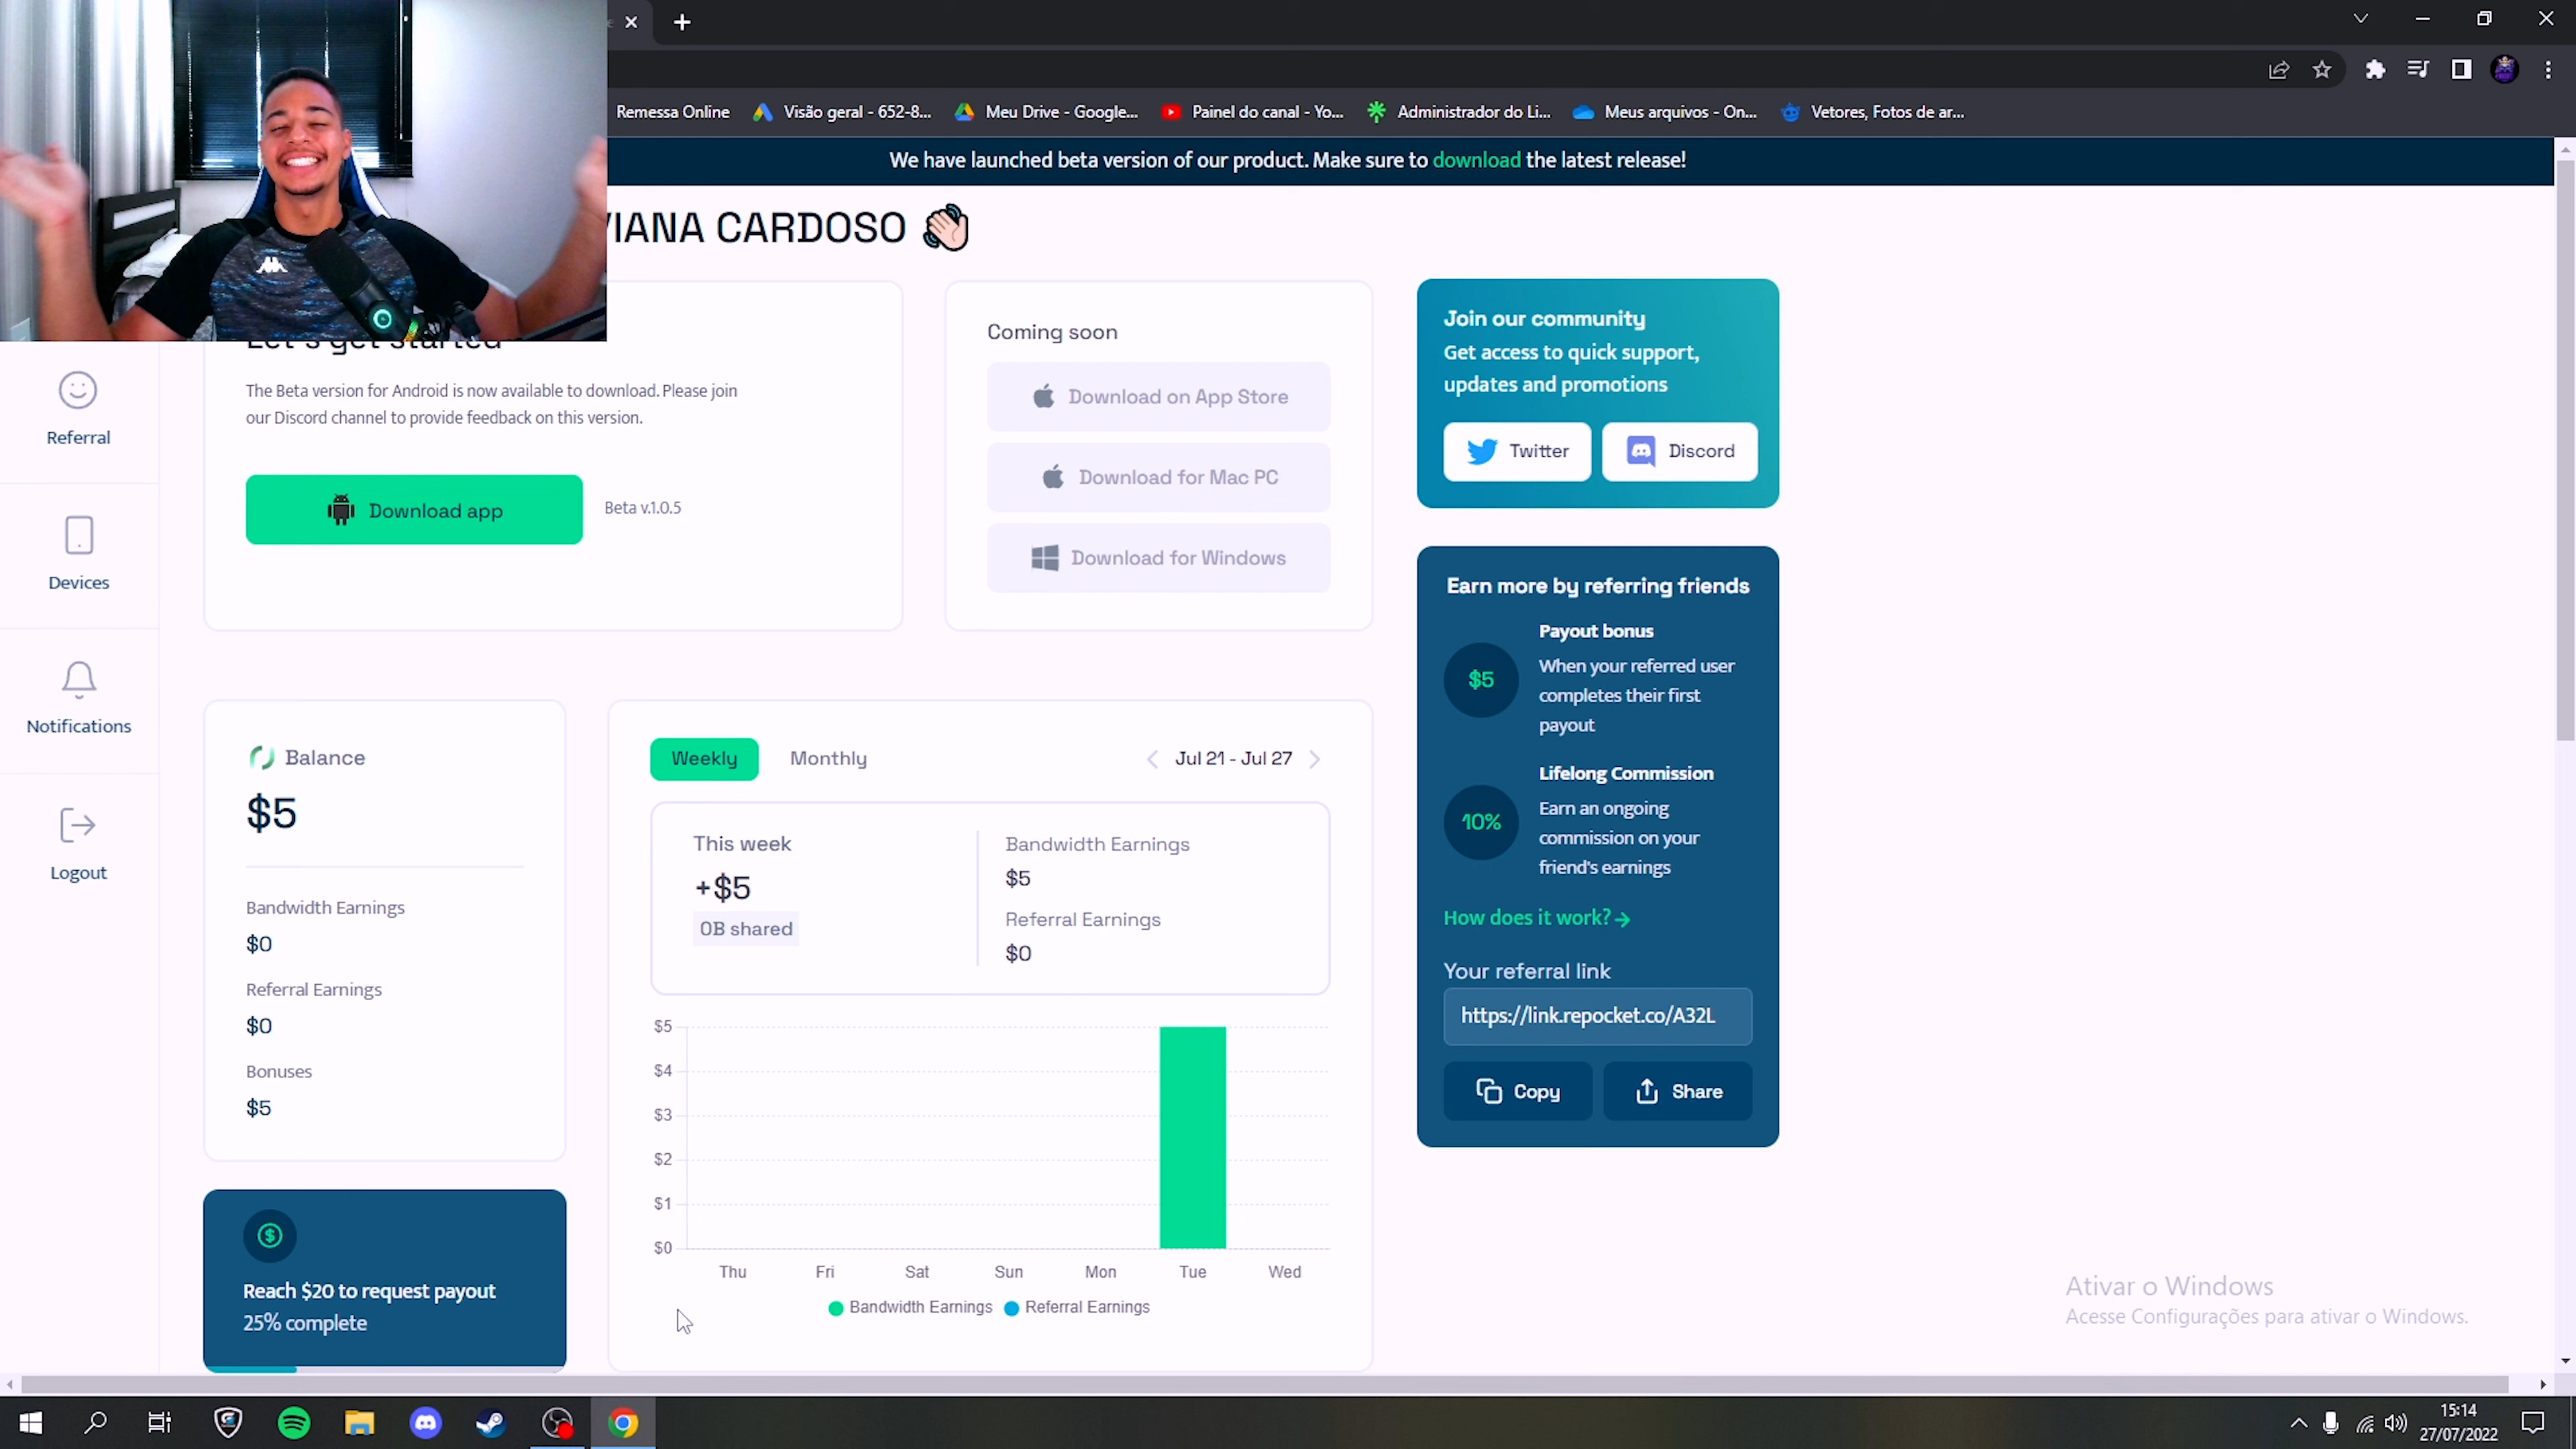 Remessa Online
Visão geral - 652-8...
Meu Drive - Google...
Painel do canal - Yo...
Administrador do Li...
Meus arquivos - On...
Vetores, Fotos de ar...
We have launched beta version of our product. Make sure to download the latest release!
VIANA CARDOSO
Let's get started
The Beta version for Android is now available to download. Please join
our Discord channel to provide feedback on this version.
Download app
Beta v.1.0.5
Coming soon
Download on App Store
Download for Mac PC
Download for Windows
Join our community
Get access to quick support,
updates and promotions
Twitter
Discord
Referral
Devices
Notifications
Logout
Earn more by referring friends
$5
Payout bonus
When your referred user
completes their first
payout
10%
Lifelong Commission
Earn an ongoing
commission on your
friend's earnings
How does it work?
Your referral link
https://link.repocket.co/A32L
Copy
Share
Balance
$5
Bandwidth Earnings
$0
Referral Earnings
$0
Bonuses
$5
Reach $20 to request payout
25% complete
Weekly
Monthly
Jul 21 - Jul 27
This week
+$5
0B shared
Bandwidth Earnings
$5
Referral Earnings
$0
$5
$4
$3
$2
$1
$0
Thu
Fri
Sat
Sun
Mon
Tue
Wed
Bandwidth Earnings
Referral Earnings
Ativar o Windows
Acesse Configurações para ativar o Windows.
15:14
27/07/2022